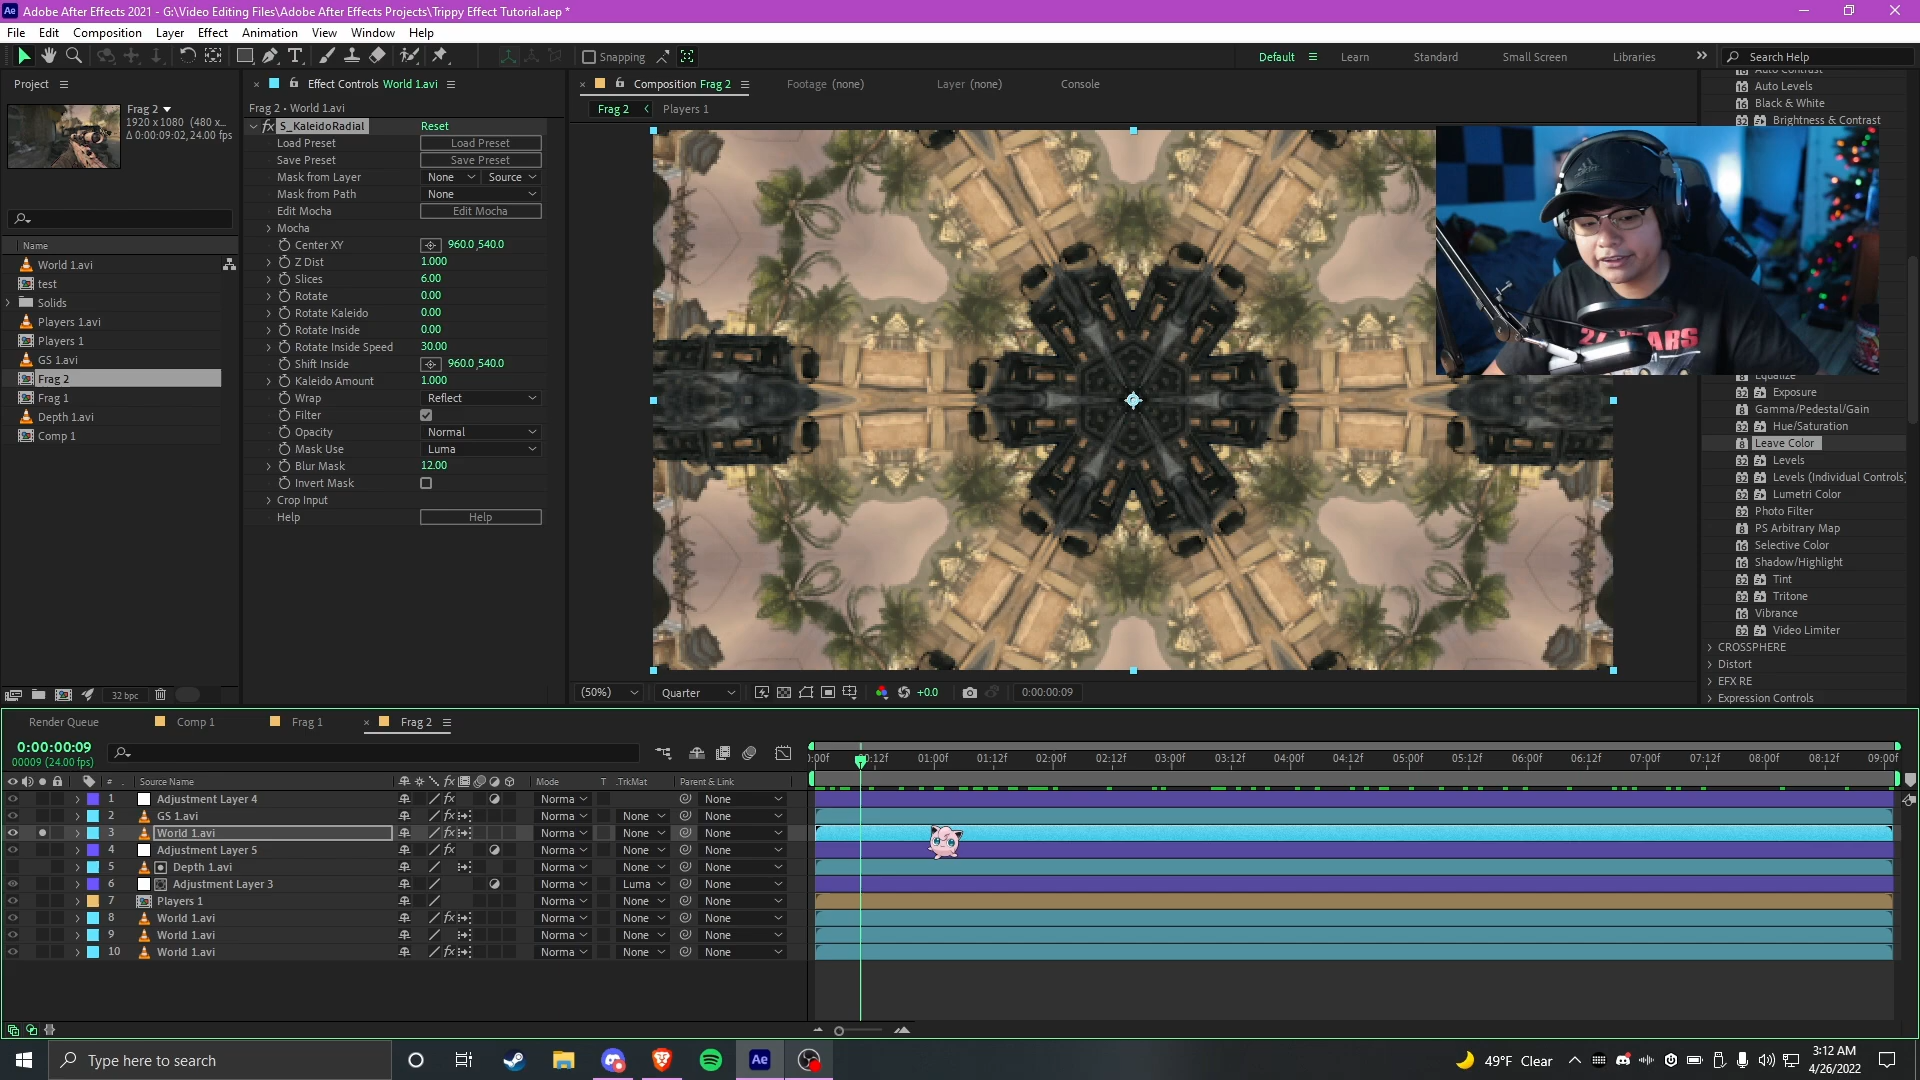 Adobe After Effects 2021 - G:\Video Editing Files\Adobe After Effects Projects\Trippy Effect Tutorial.aep *
File Edit Composition Layer Effect Animation View Window Help
Snapping
Default Learn Standard Small Screen Libraries Search Help
Project
Frag 2
1920 x 1080 (480 x...
Δ 0:00:09:02, 24.00 fps
Name
World 1.avi
test
Solids
Players 1.avi
Players 1
GS 1.avi
Frag 2
Frag 1
Depth 1.avi
Comp 1
32 bpc
Effect Controls World 1.avi
Frag 2 • World 1.avi
fx S_KaleidoRadial Reset
Load Preset Load Preset
Save Preset Save Preset
Mask from Layer None Source
Mask from Path None
Edit Mocha Edit Mocha
Mocha
Center XY 960.0,540.0
Z Dist 1.000
Slices 6.00
Rotate 0.00
Rotate Kaleido 0.00
Rotate Inside 0.00
Rotate Inside Speed 30.00
Shift Inside 960.0,540.0
Kaleido Amount 1.000
Wrap Reflect
Filter
Opacity Normal
Mask Use Luma
Blur Mask 12.00
Invert Mask
Crop Input
Help Help
Composition Frag 2 Footage (none) Layer (none) Console
Frag 2 Players 1
(50%) Quarter +0.0 0:00:00:09
Auto Contrast
Auto Levels
Black & White
Brightness & Contrast
Equalize
Exposure
Gamma/Pedestal/Gain
Hue/Saturation
Leave Color
Levels
Levels (Individual Controls)
Lumetri Color
Photo Filter
PS Arbitrary Map
Selective Color
Shadow/Highlight
Tint
Tritone
Vibrance
Video Limiter
CROSSPHERE
Distort
EFX RE
Expression Controls
Render Queue Comp 1 Frag 1 Frag 2
0:00:00:09
00009 (24.00 fps)
# Source Name Mode T .TrkMat Parent & Link
:00f 00:12f 01:00f 01:12f 02:00f 02:12f 03:00f 03:12f 04:00f 04:12f 05:00f 05:12f 06:00f 06:12f 07:00f 07:12f 08:00f 08:12f 09:00f
1 Adjustment Layer 4 Norma None
2 GS 1.avi Norma None None
3 World 1.avi Norma None None
4 Adjustment Layer 5 Norma None None
5 Depth 1.avi Norma None None
6 Adjustment Layer 3 Norma Luma None
7 Players 1 Norma None None
8 World 1.avi Norma None None
9 World 1.avi Norma None None
10 World 1.avi Norma None None
Type here to search
49°F Clear
3:12 AM
4/26/2022